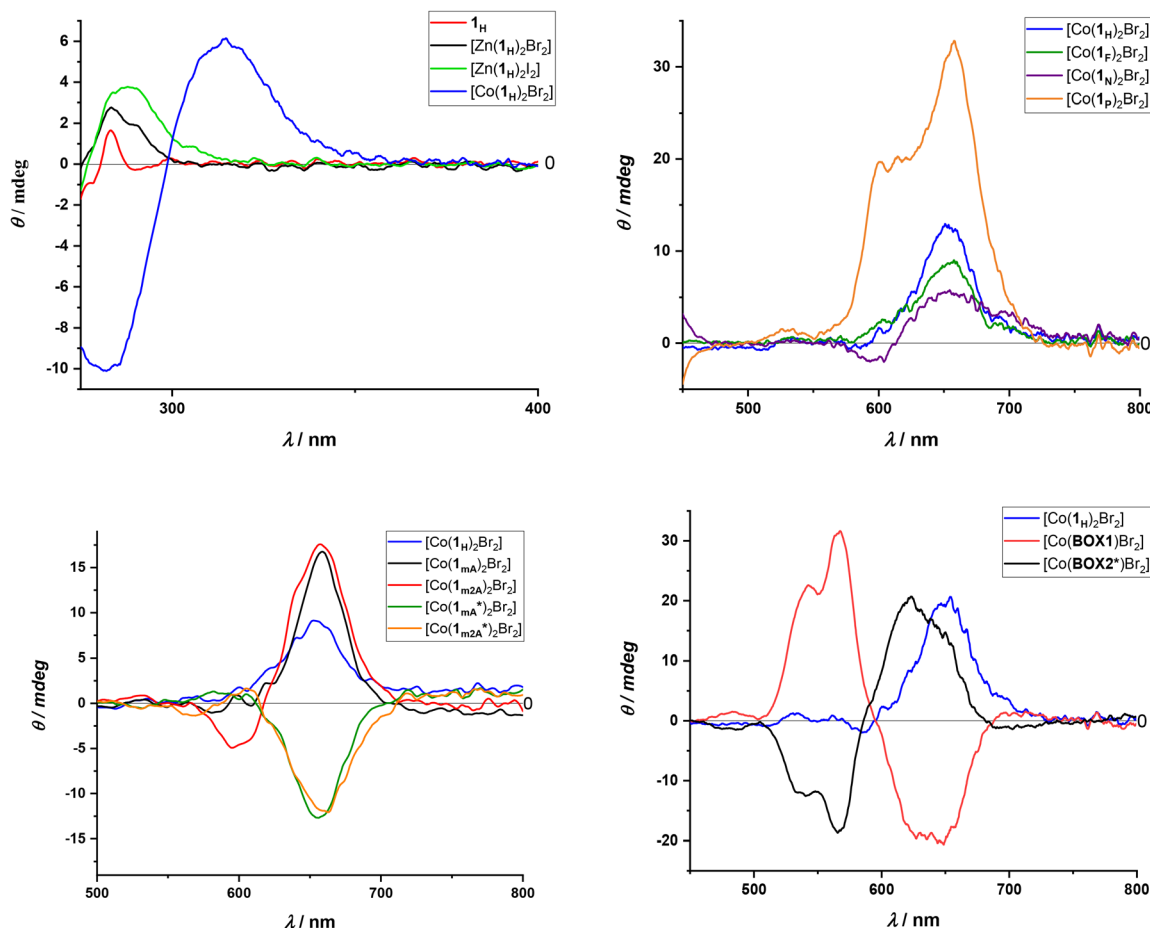 1H
[Zn(1H)2Br2]
[Zn(1H)2I2]
[Co(1H)2Br2]
6
4
2
0
-2
-4
-6
-8
-10
0
300
400
θ / mdeg
λ / nm
[Co(1H)2Br2]
[Co(1F)2Br2]
[Co(1N)2Br2]
[Co(1P)2Br2]
30
20
10
0
0
500
600
700
800
θ / mdeg
λ / nm
[Co(1H)2Br2]
[Co(1mA)2Br2]
[Co(1m2A)2Br2]
[Co(1mA*)2Br2]
[Co(1m2A*)2Br2]
15
10
5
0
-5
-10
-15
0
500
600
700
800
θ / mdeg
λ / nm
[Co(1H)2Br2]
[Co(BOX1)Br2]
[Co(BOX2*)Br2]
30
20
10
0
-10
-20
0
500
600
700
800
θ / mdeg
λ / nm